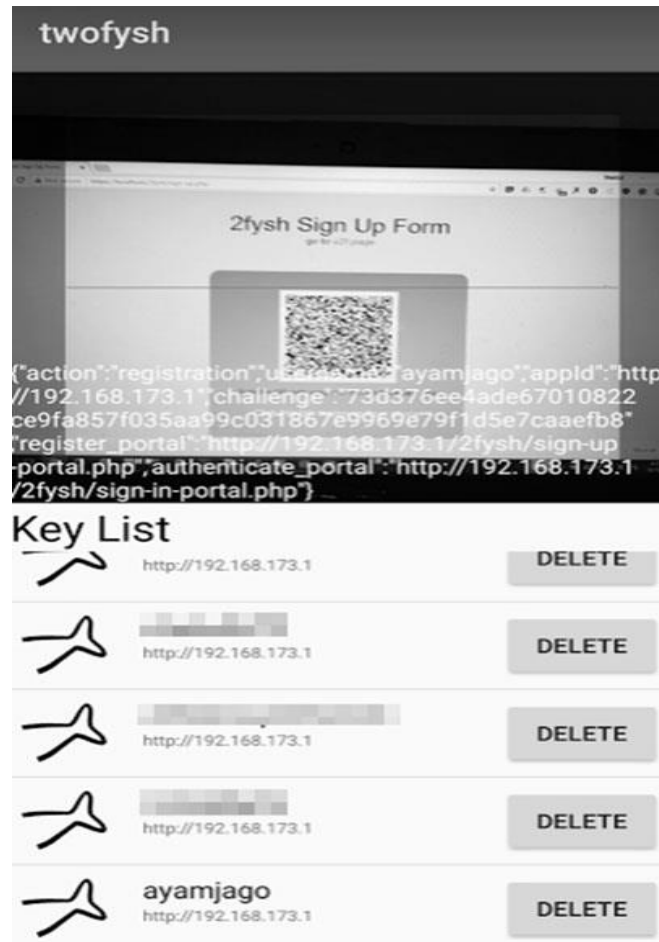 twofysh
2fysh Sign Up Form
{"action":"registration","username":"ayamjago","appId":"http
//192.168.173.1","challenge":"73d376ee4ade67010822
ce9fa857f035aa99c031867e9969e79f1d5e7caaefb8"
"register_portal":"http://192.168.173.1/2fysh/sign-up
-portal.php","authenticate_portal":"http://192.168.173.1
/2fysh/sign-in-portal.php"}
Key List
http://192.168.173.1
DELETE
http://192.168.173.1
DELETE
http://192.168.173.1
DELETE
http://192.168.173.1
DELETE
ayamjago
http://192.168.173.1
DELETE